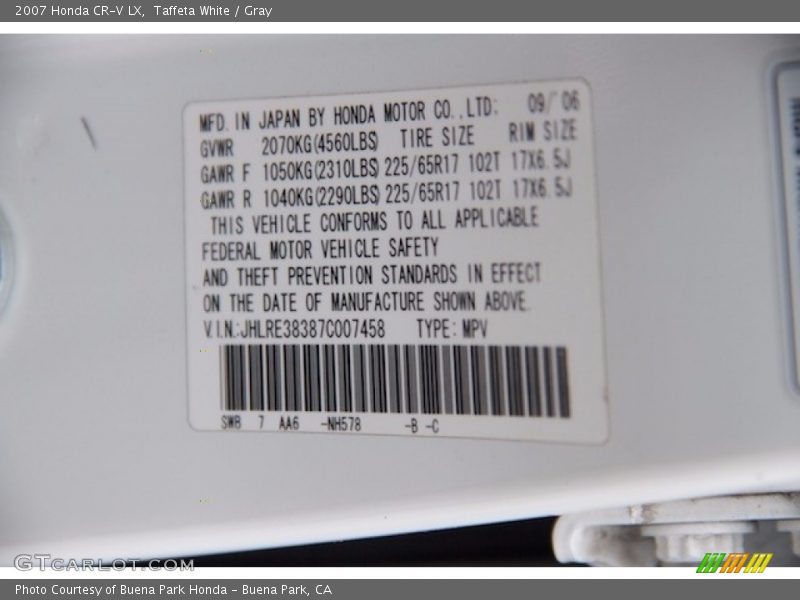 2007 Honda CR-V LX, Taffeta White / Gray
MFD. IN JAPAN BY HONDA MOTOR CO.,LTD: 09/ 06
GVWR 2070KG(4560LBS) TIRE SIZE RIM SIZE
GAWR F 1050KG(2310LBS) 225/65R17 102T 17X6.5J
GAWR R 1040KG(2290LBS) 225/65R17 102T 17X6.5J
THIS VEHICLE CONFORMS TO ALL APPLICABLE
FEDERAL MOTOR VEHICLE SAFETY
AND THEFT PREVENTION STANDARDS IN EFFECT
ON THE DATE OF MANUFACTURE SHOWN ABOVE.
V.I.N.:JHLRE38387C007458 TYPE: MPV
SWB 7 AA6 -NH578 -B -C
GTCARLOT.COM
Photo Courtesy of Buena Park Honda - Buena Park, CA